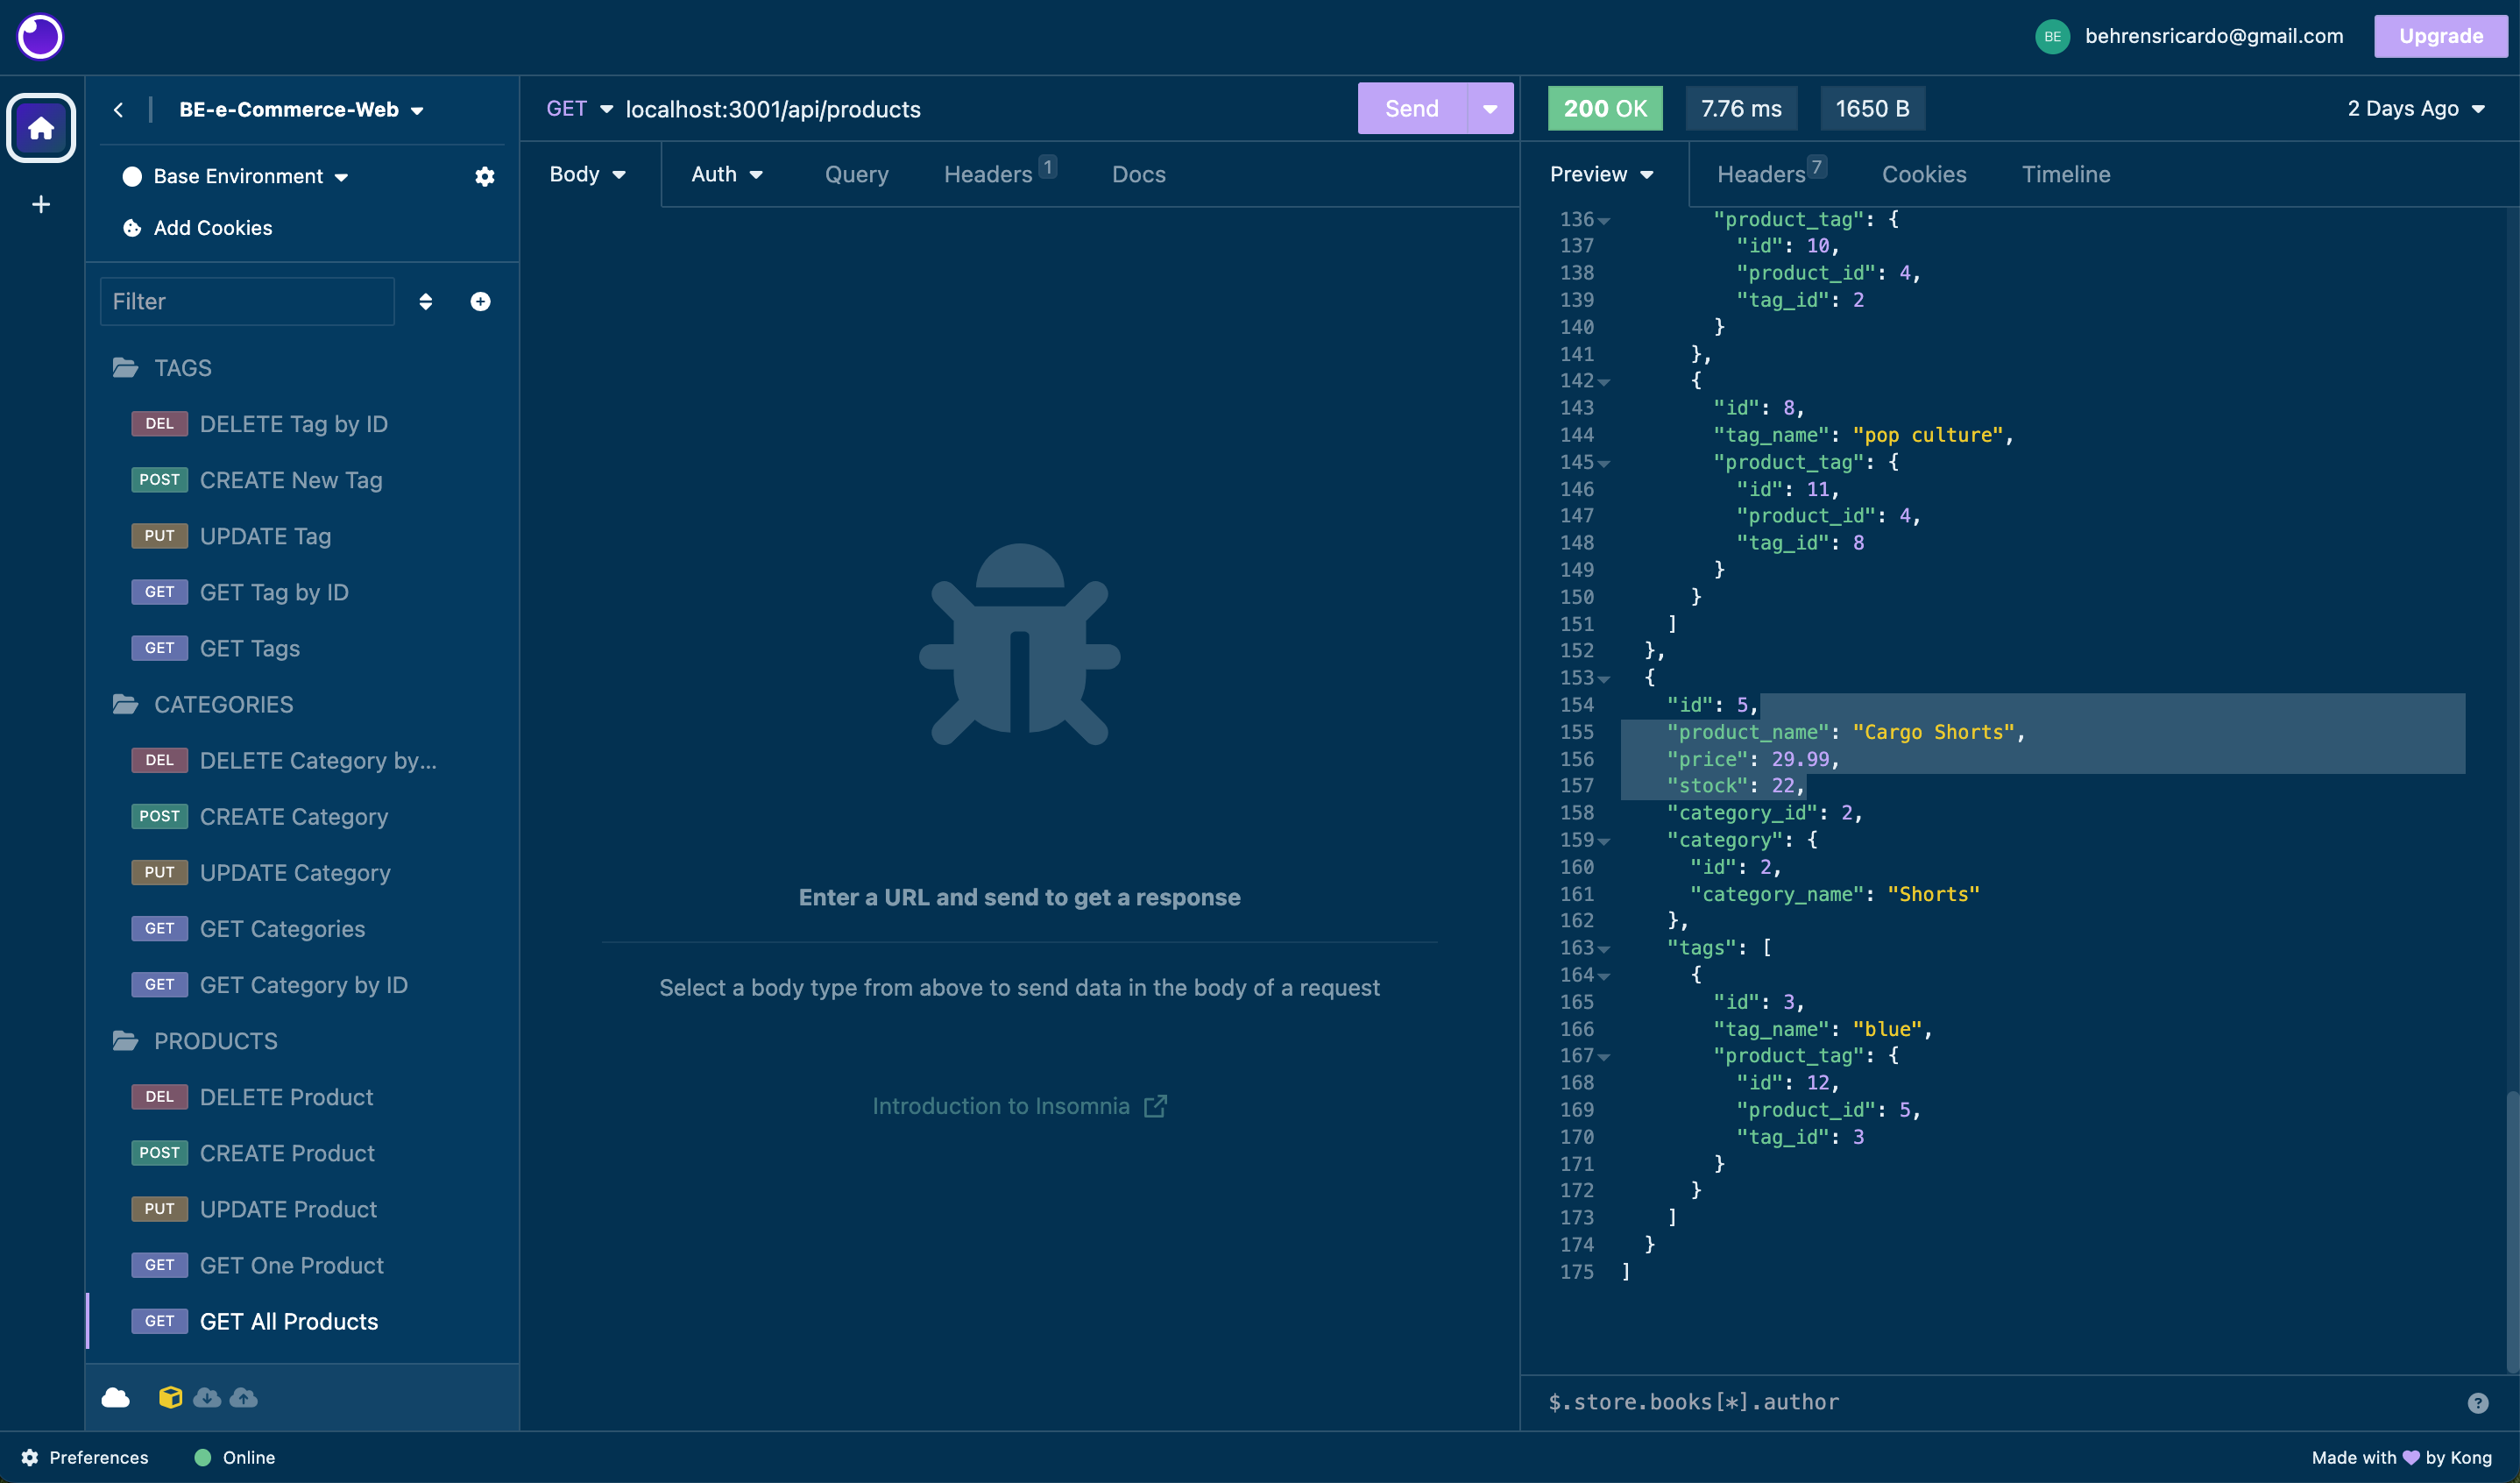 BE behrensricardo@gmail.com Upgrade
BE-e-Commerce-Web
Base Environment
Add Cookies
Filter
TAGS
DEL DELETE Tag by ID
POST CREATE New Tag
PUT UPDATE Tag
GET GET Tag by ID
GET GET Tags
CATEGORIES
DEL DELETE Category by...
POST CREATE Category
PUT UPDATE Category
GET GET Categories
GET GET Category by ID
PRODUCTS
DEL DELETE Product
POST CREATE Product
PUT UPDATE Product
GET GET One Product
GET GET All Products
GET localhost:3001/api/products Send
Body Auth Query Headers 1 Docs
Enter a URL and send to get a response
Select a body type from above to send data in the body of a request
Introduction to Insomnia
200 OK 7.76 ms 1650 B 2 Days Ago
Preview Headers 7 Cookies Timeline
136 "product_tag": {
137 "id": 10,
138 "product_id": 4,
139 "tag_id": 2
140 }
141 },
142 {
143 "id": 8,
144 "tag_name": "pop culture",
145 "product_tag": {
146 "id": 11,
147 "product_id": 4,
148 "tag_id": 8
149 }
150 }
151 ]
152 },
153 {
154 "id": 5,
155 "product_name": "Cargo Shorts",
156 "price": 29.99,
157 "stock": 22,
158 "category_id": 2,
159 "category": {
160 "id": 2,
161 "category_name": "Shorts"
162 },
163 "tags": [
164 {
165 "id": 3,
166 "tag_name": "blue",
167 "product_tag": {
168 "id": 12,
169 "product_id": 5,
170 "tag_id": 3
171 }
172 }
173 ]
174 }
175 ]
$.store.books[*].author
?
Preferences Online
Made with by Kong